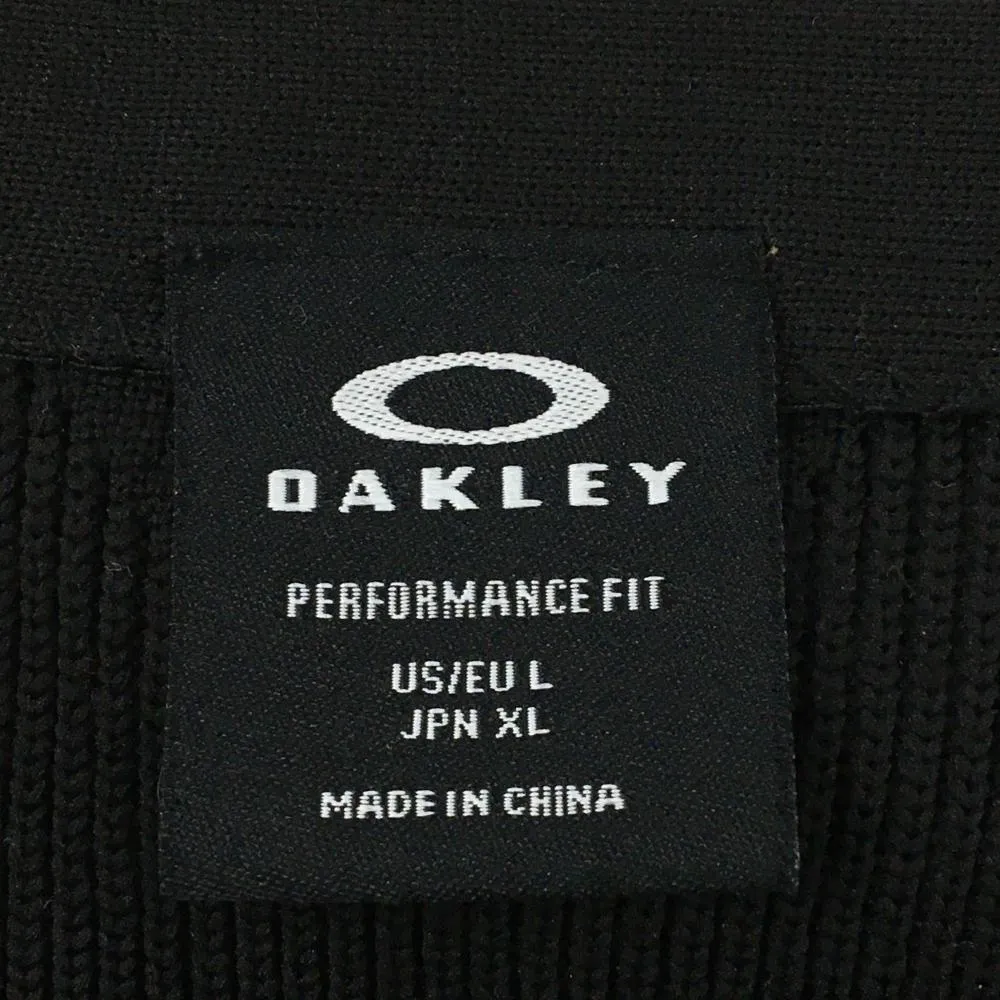 OAKLEY
PERFORMANCE FIT
US/EU L
JPN XL
MADE IN CHINA